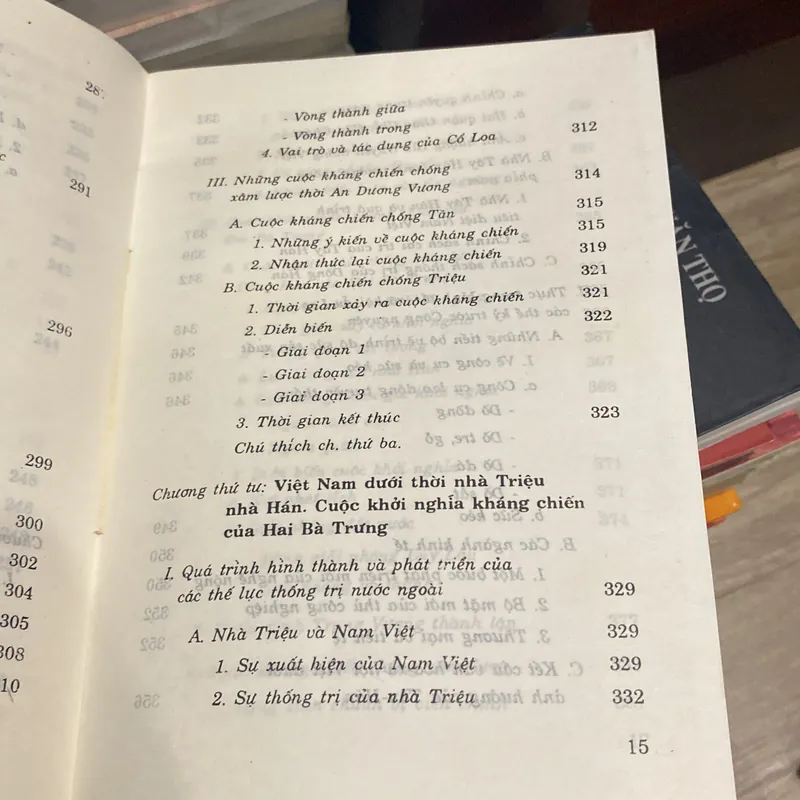 287
291
296
299
300
302
304
305
308
10
- Vòng thành giữa
- Vòng thành trong
4. Vai trò và tác dụng của Cổ Loa 312
III. Những cuộc kháng chiến chống
xâm lược thời An Dương Vương 314
A. Cuộc kháng chiến chống Tần 315
1. Những ý kiến về cuộc kháng chiến 315
2. Nhận thức lại cuộc kháng chiến 319
B. Cuộc kháng chiến chống Triệu 321
1. Thời gian xảy ra cuộc kháng chiến 321
2. Diễn biến 322
- Giai đoạn 1
- Giai đoạn 2
- Giai đoạn 3
3. Thời gian kết thúc 323
Chú thích ch. thứ ba.
Chương thứ tư: Việt Nam dưới thời nhà Triệu
nhà Hán. Cuộc khởi nghĩa kháng chiến
của Hai Bà Trưng
I. Quá trình hình thành và phát triển của
các thế lực thống trị nước ngoài 329
A. Nhà Triệu và Nam Việt 329
1. Sự xuất hiện của Nam Việt 329
2. Sự thống trị của nhà Triệu 332
15
VĂN THỌ